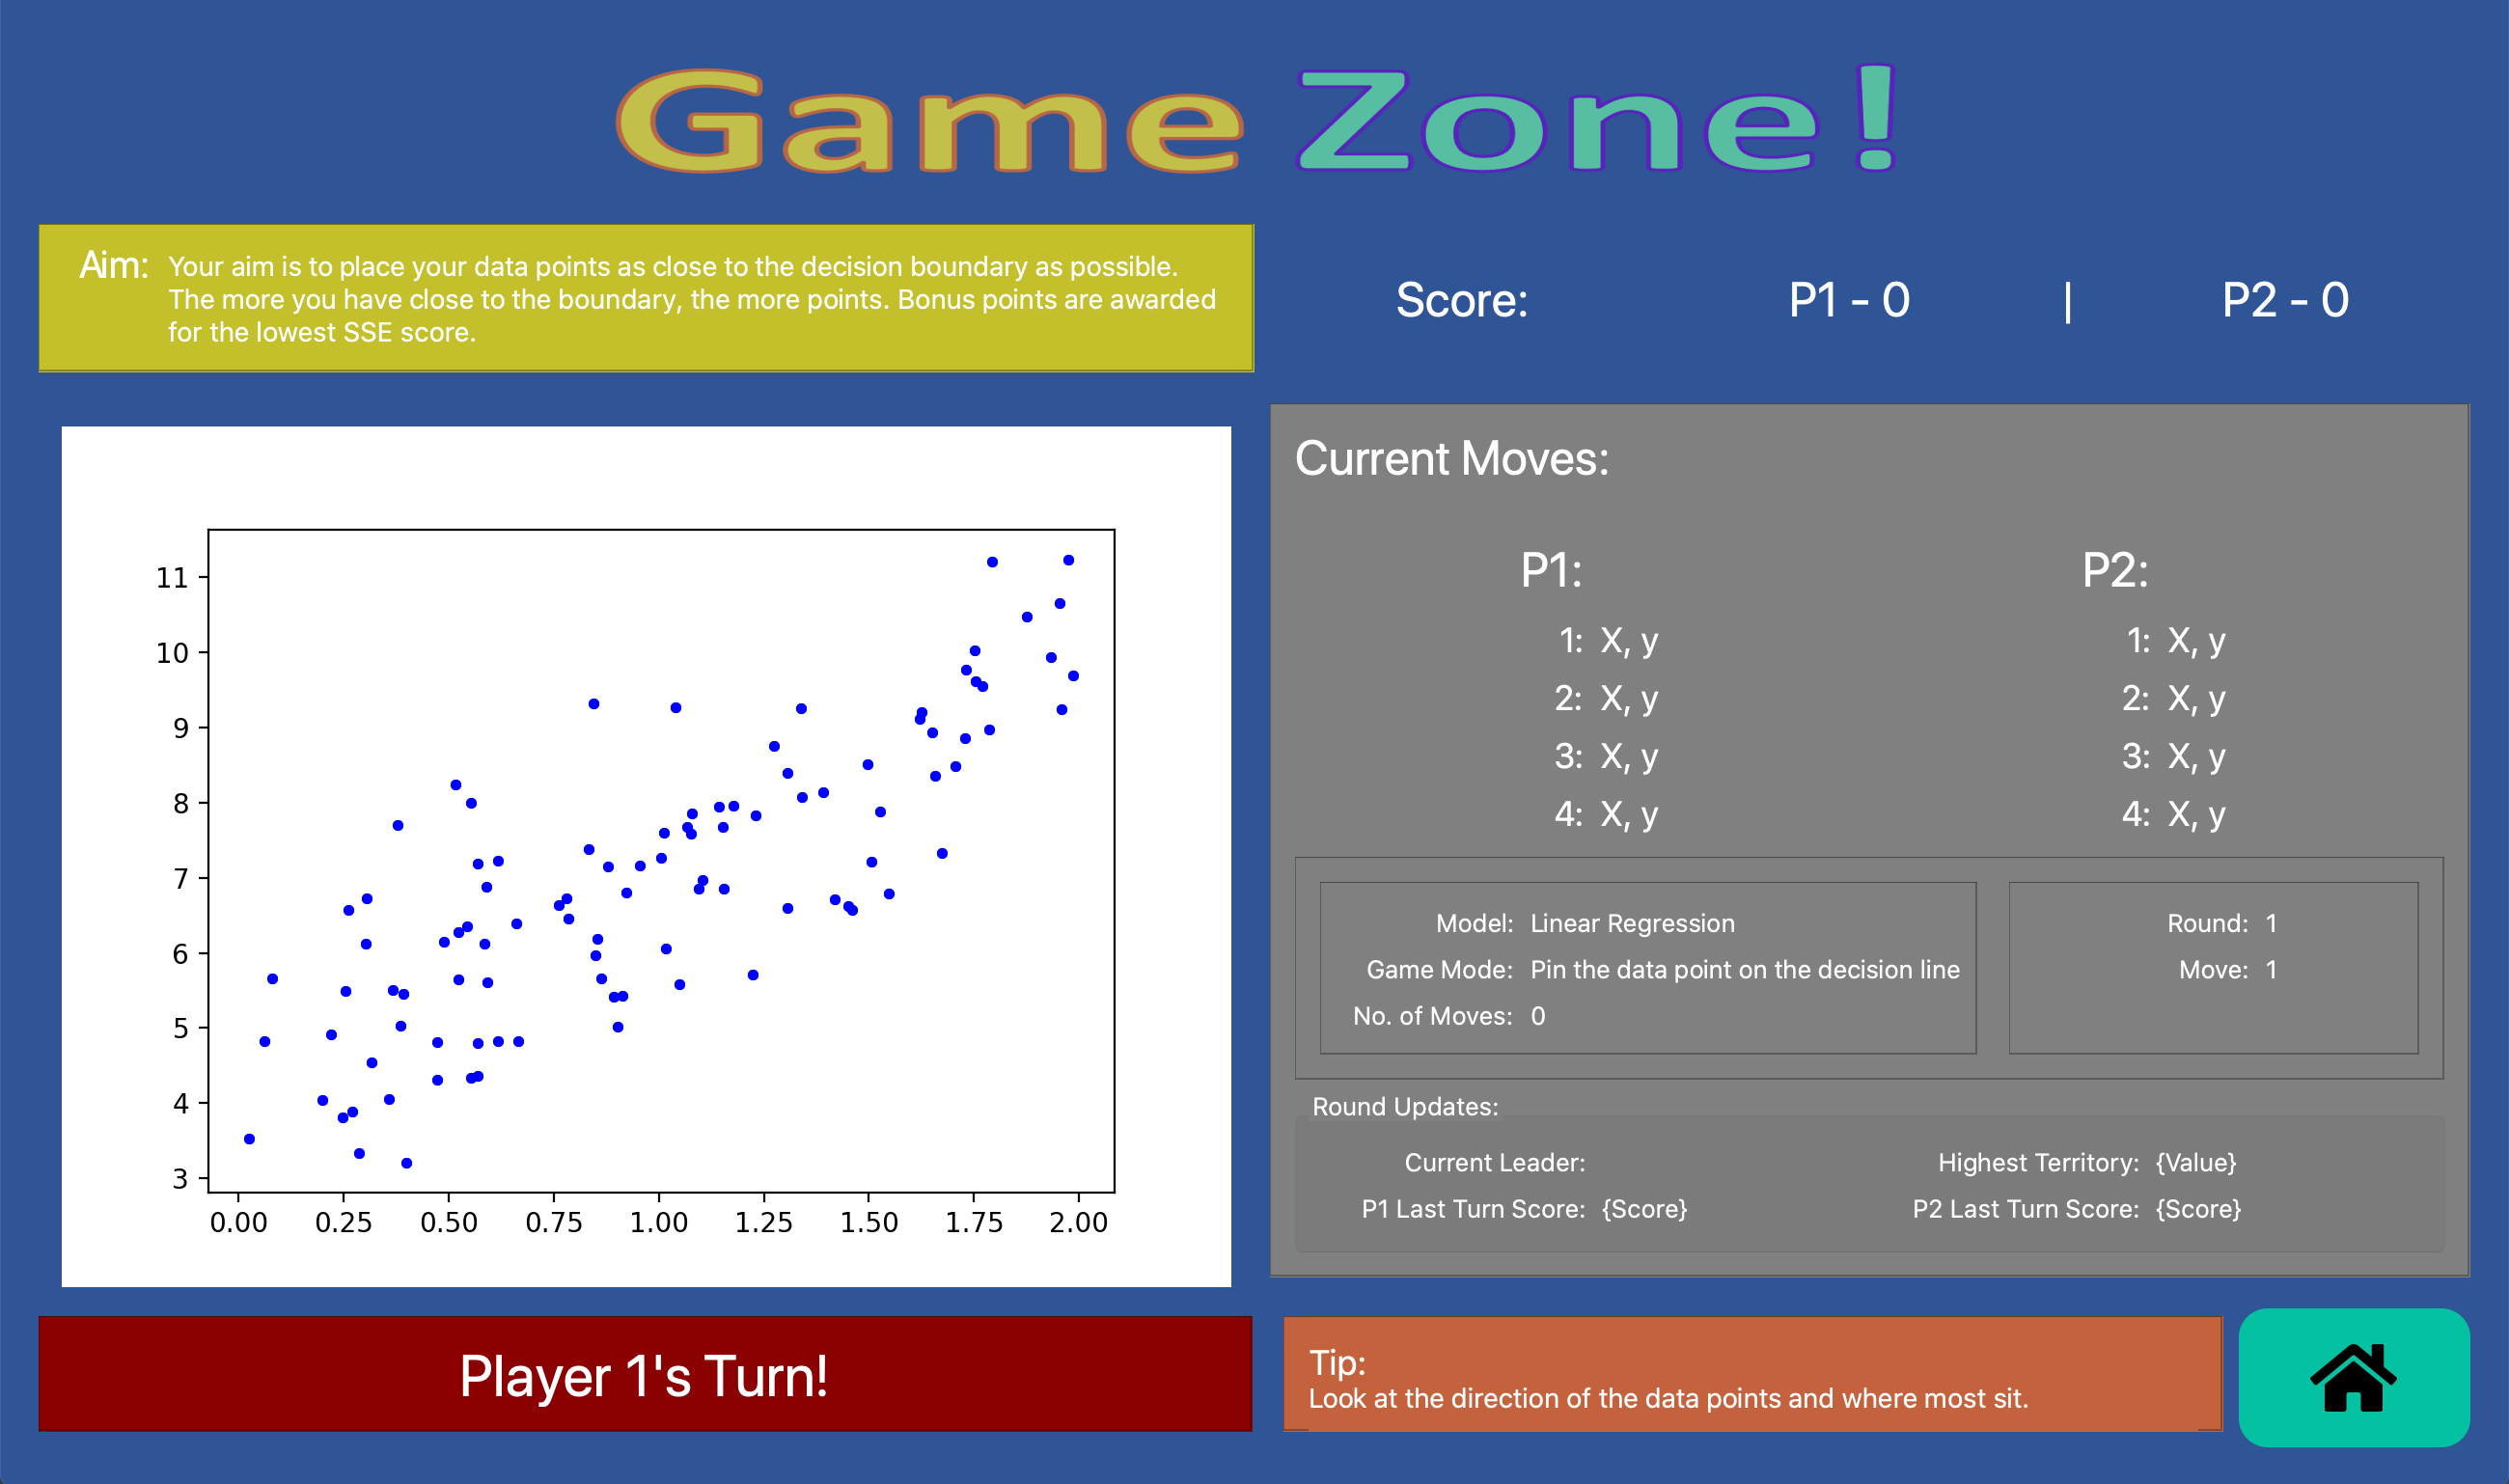 Game Zone!
Aim: Your aim is to place your data points as close to the decision boundary as possible.
The more you have close to the boundary, the more points. Bonus points are awarded
for the lowest SSE score.
Score: P1 - 0 | P2 - 0
11
10
9
8
7
6
5
4
3
0.00 0.25 0.50 0.75 1.00 1.25 1.50 1.75 2.00
Current Moves:
P1: P2:
1: X, y 1: X, y
2: X, y 2: X, y
3: X, y 3: X, y
4: X, y 4: X, y
Model: Linear Regression
Game Mode: Pin the data point on the decision line
No. of Moves: 0
Round: 1
Move: 1
Round Updates:
Current Leader: Highest Territory: {Value}
P1 Last Turn Score: {Score} P2 Last Turn Score: {Score}
Player 1's Turn!
Tip:
Look at the direction of the data points and where most sit.